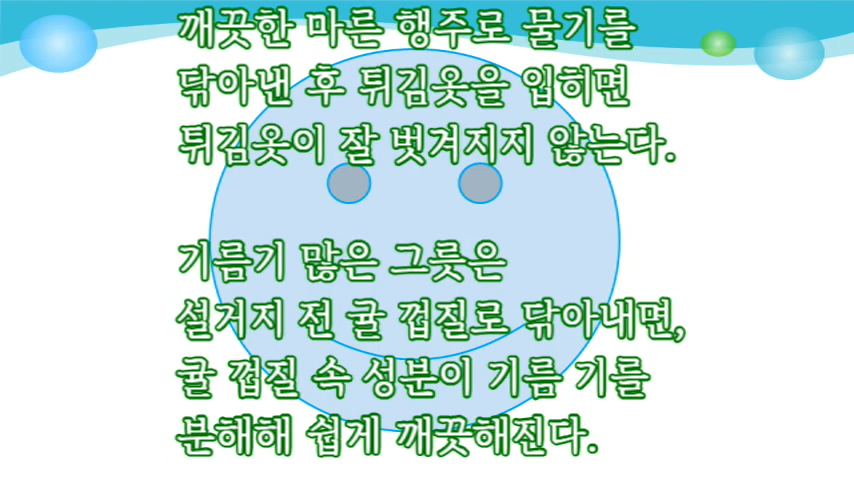 깨끗한 마른 행주로 물기를
닦아낸 후 튀김옷을 입히면
튀김옷이 잘 벗겨지지 않는다.
기름기 많은 그릇은
설거지 전 귤 껍질로 닦아내면,
귤 껍질 속 성분이 기름 기를
분해해 쉽게 깨끗해진다.